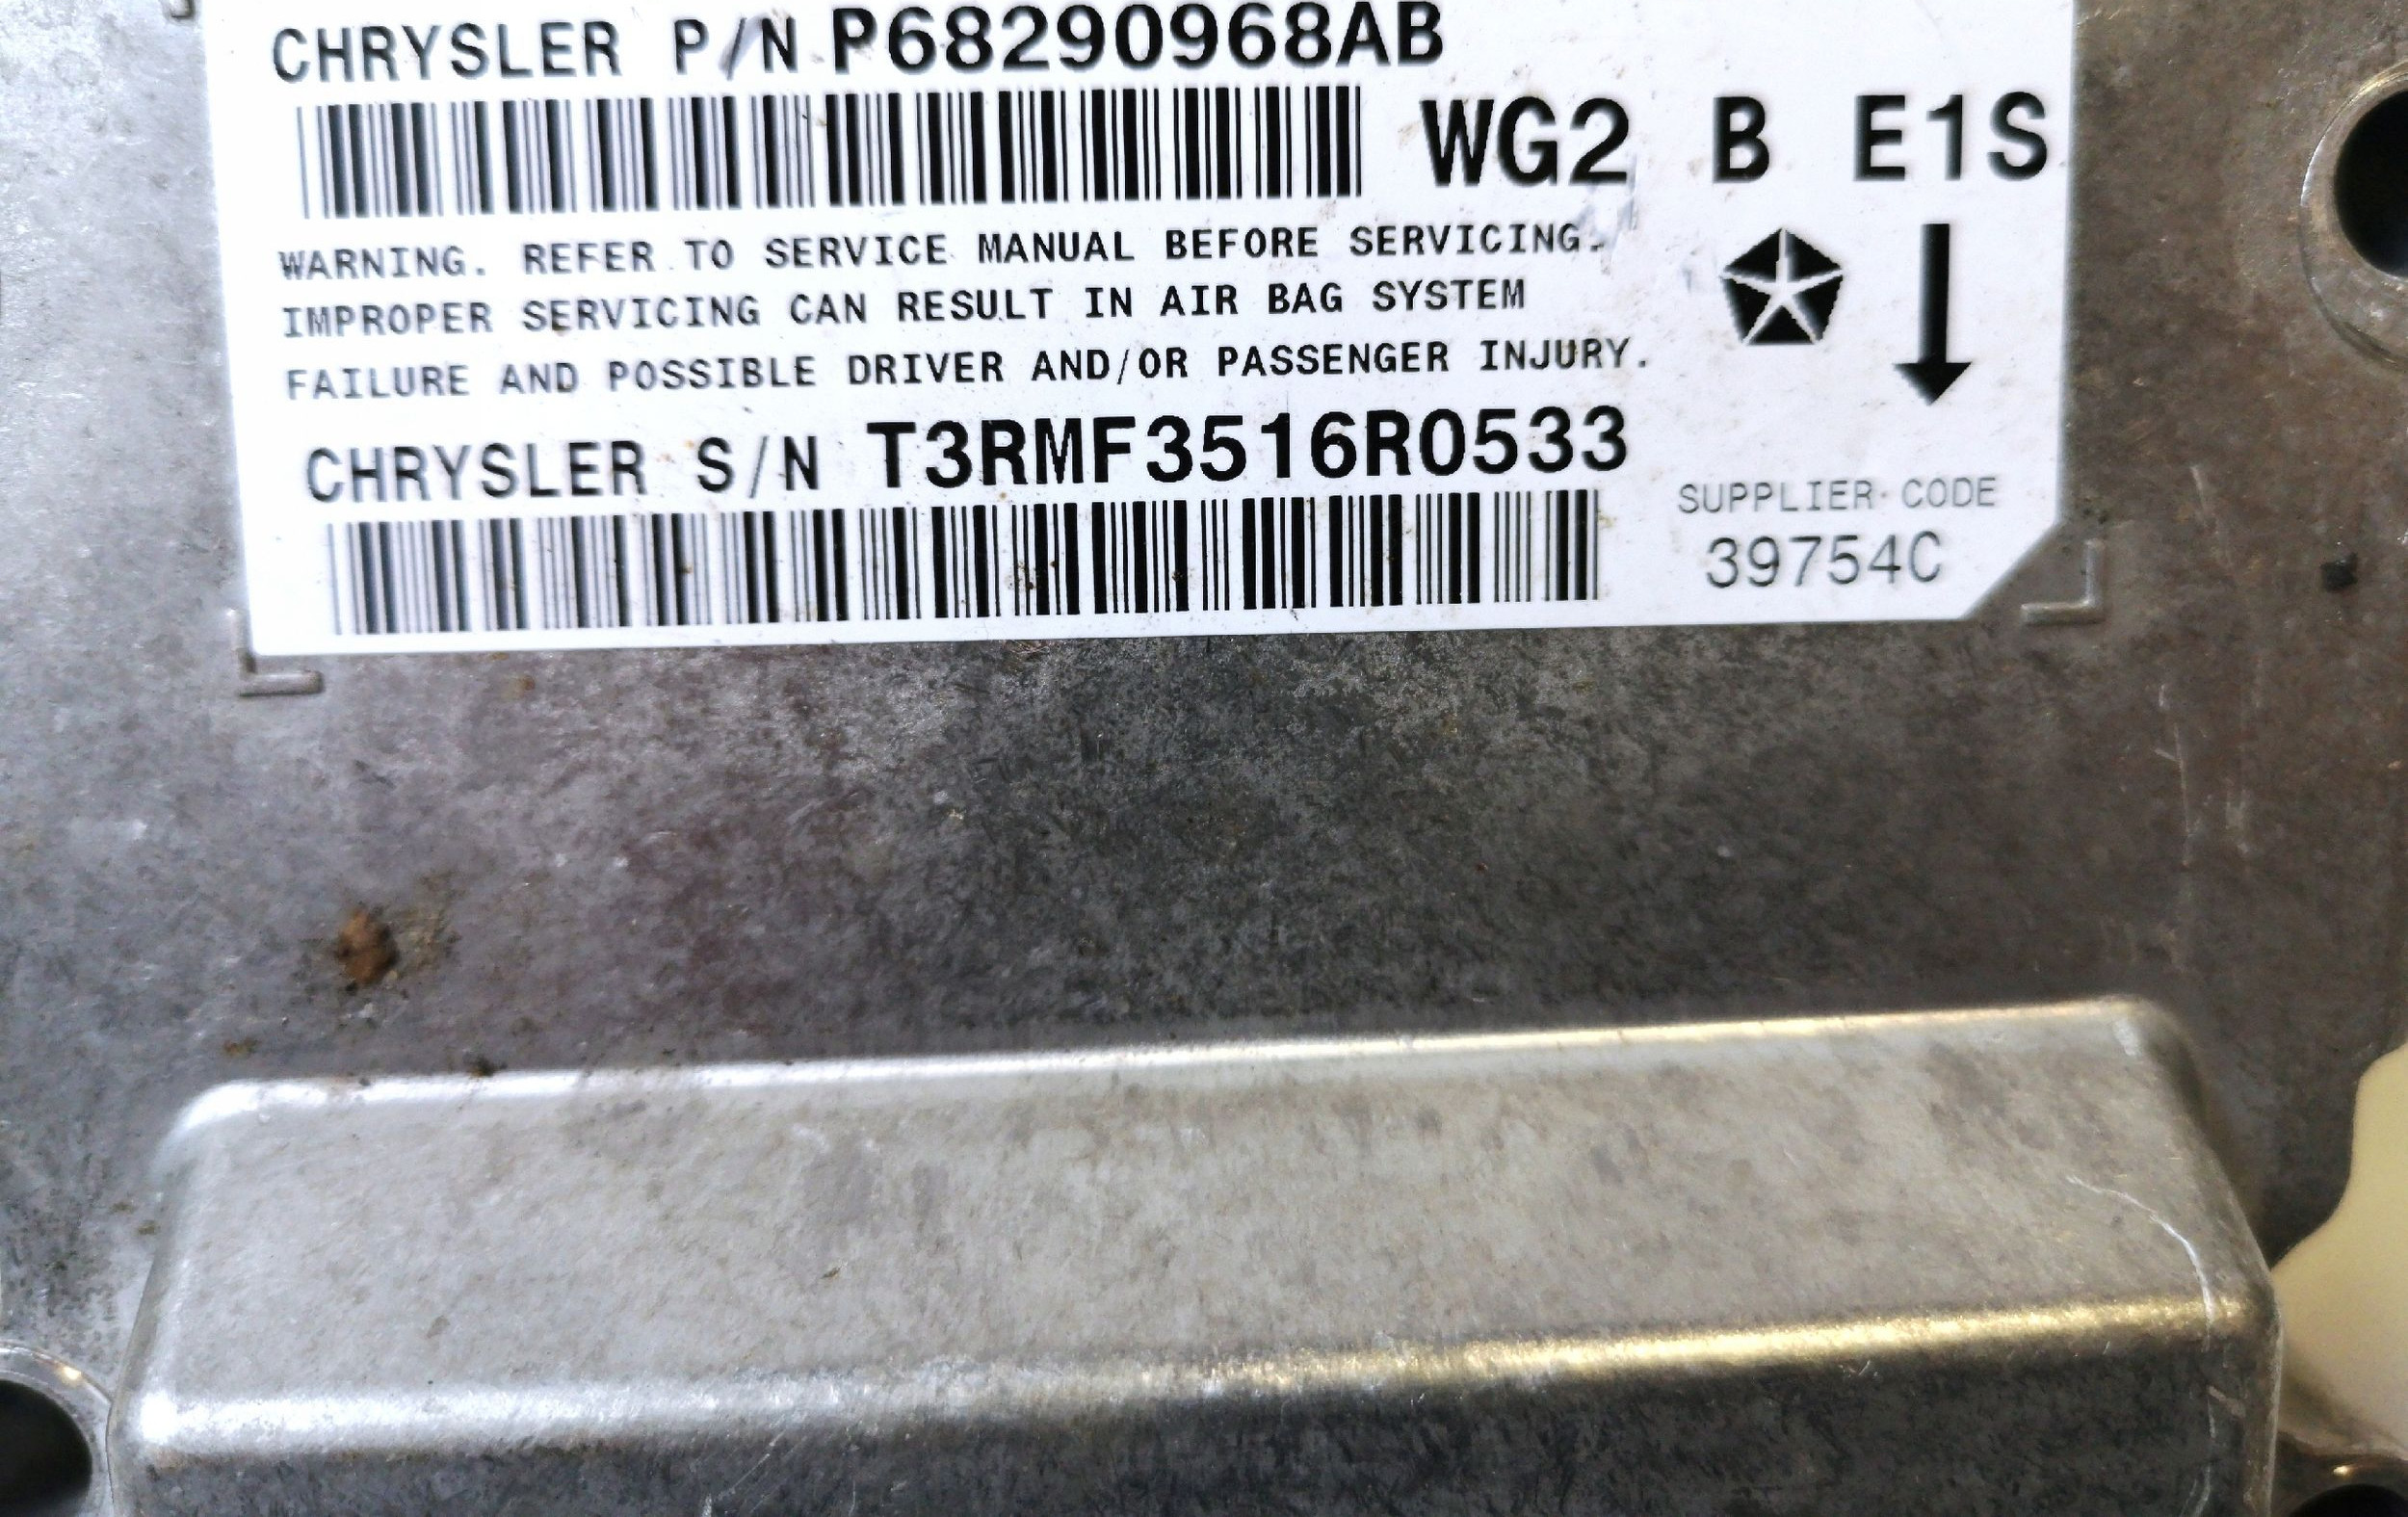 CHRYSLER P/N P68290968AB
WG2 B E1S
WARNING. REFER TO SERVICE MANUAL BEFORE SERVICING.
IMPROPER SERVICING CAN RESULT IN AIR BAG SYSTEM
FAILURE AND POSSIBLE DRIVER AND/OR PASSENGER INJURY.
CHRYSLER S/N T3RMF3516R0533
SUPPLIER CODE
39754C